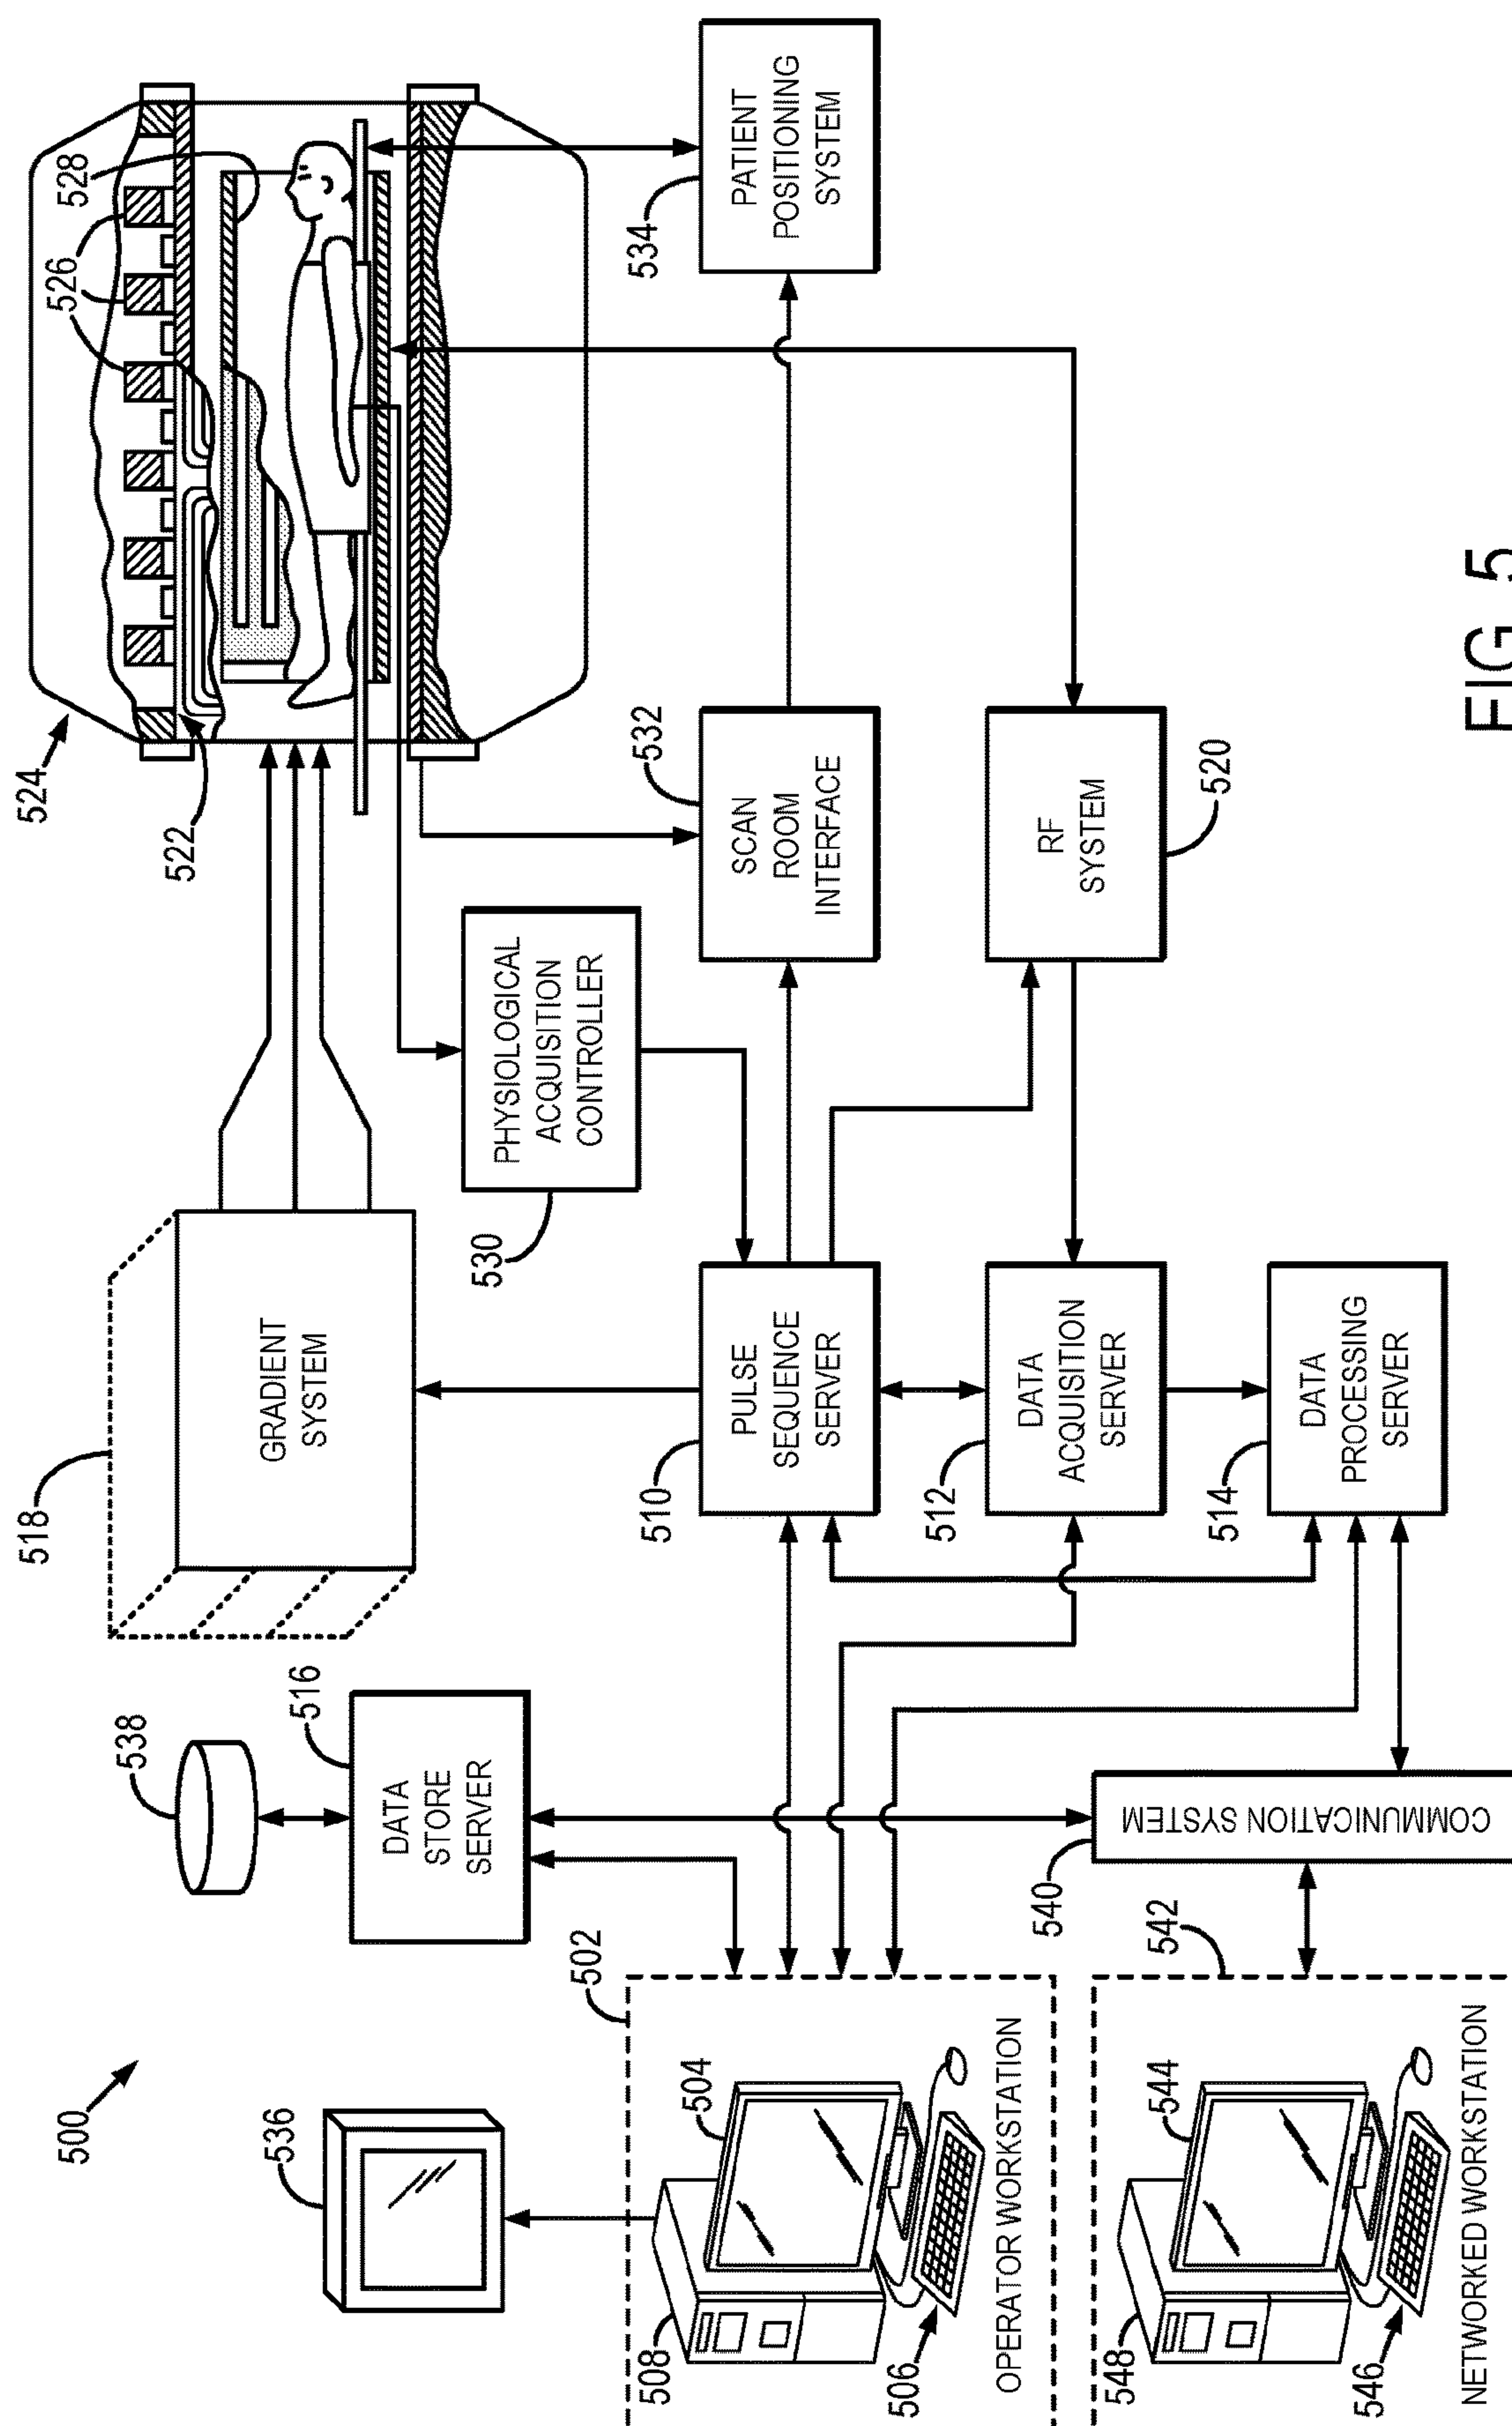 500
536
538
DATA
STORE
SERVER
516
518
GRADIENT
SYSTEM
524
522
526
528
502
508
504
506
OPERATOR WORKSTATION
510
PULSE
SEQUENCE
SERVER
530
PHYSIOLOGICAL
ACQUISITION
CONTROLLER
532
SCAN
ROOM
INTERFACE
534
PATIENT
POSITIONING
SYSTEM
512
DATA
ACQUISITION
SERVER
RF
SYSTEM
520
514
DATA
PROCESSING
SERVER
540
COMMUNICATION SYSTEM
542
548
544
546
NETWORKED WORKSTATION
FIG. 5